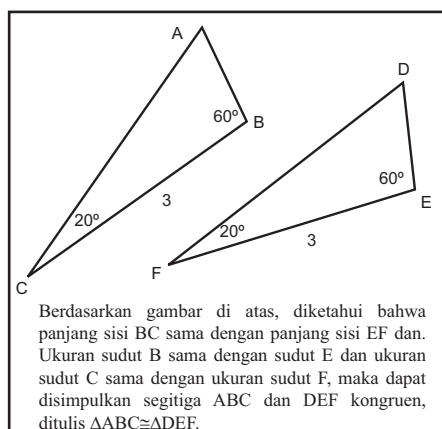 A
D
60º
B
60º
20º
3
E
20º
3
F
C
Berdasarkan gambar di atas, diketahui bahwa
panjang sisi BC sama dengan panjang sisi EF dan.
Ukuran sudut B sama dengan sudut E dan ukuran
sudut C sama dengan ukuran sudut F, maka dapat
disimpulkan segitiga ABC dan DEF kongruen,
ditulis ΔABC≅ΔDEF.